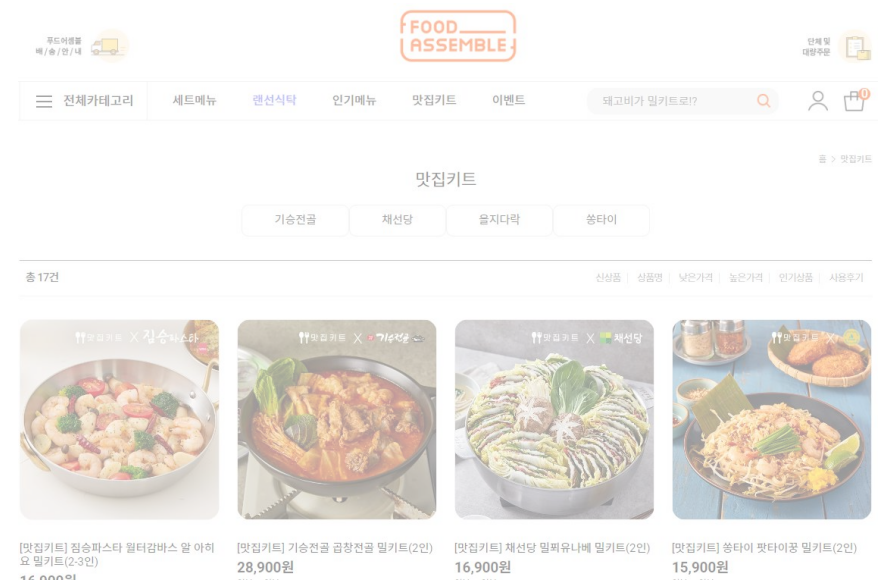 FOOD
ASSEMBLE
푸드어셈블
배/송/안/내
단체 및
대량주문
전체카테고리
세트메뉴
랜선식탁
인기메뉴
맛집키트
이벤트
돼고비가 밀키트로!?
0
홈 > 맛집키트
맛집키트
기승전골
채선당
을지다락
쏭타이
총 17건
신상품
상품명
낮은가격
높은가격
인기상품
사용후기
맛집키트 X 짐승파스타
맛집키트 X 기승전골
맛집키트 X 채선당
맛집키트 X
[맛집키트] 짐승파스타 월터감바스 알 아히
요 밀키트(2-3인)
16,900원
[맛집키트] 기승전골 곱창전골 밀키트(2인)
28,900원
[맛집키트] 채선당 밀푀유나베 밀키트(2인)
16,900원
[맛집키트] 쏭타이 팟타이꿍 밀키트(2인)
15,900원